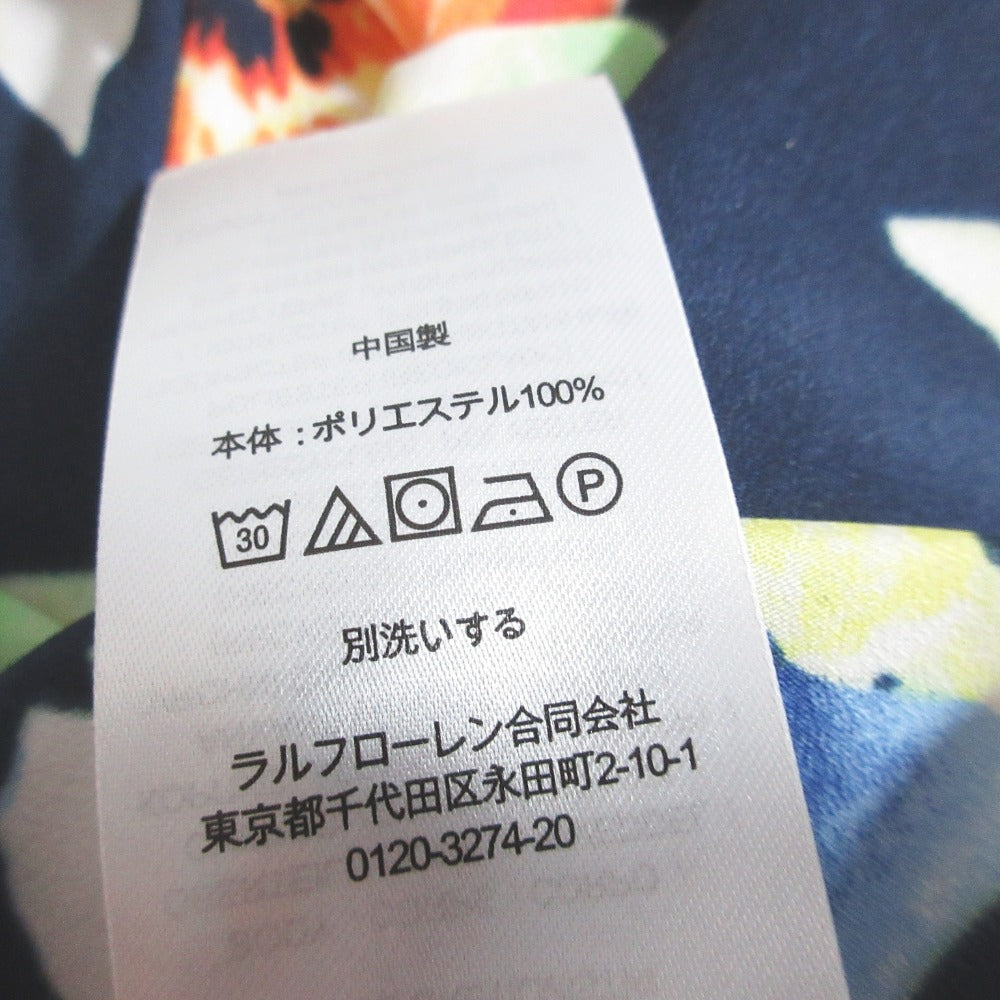 中国製
本体 : ポリエステル100%
30 P
別洗いする
ラルフローレン合同会社
東京都千代田区永田町2-10-1
0120-3274-20